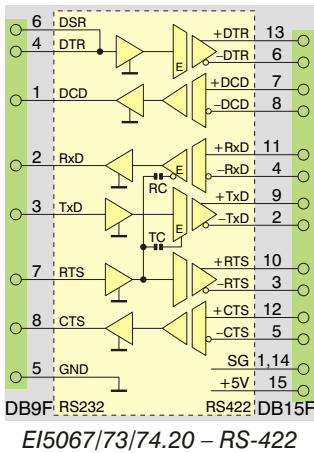 6 DSR +DTR 13
4 DTR E −DTR 6
+DCD 7
1 DCD E −DCD 8
+RxD 11
2 RxD E −RxD 4
RC
+TxD 9
3 TxD E −TxD 2
TC
+RTS 10
7 RTS E −RTS 3
+CTS 12
8 CTS E −CTS 5
SG 1,14
5 GND
+5V 15
DB9F RS232 RS422 DB15F
EI5067/73/74.20 – RS-422